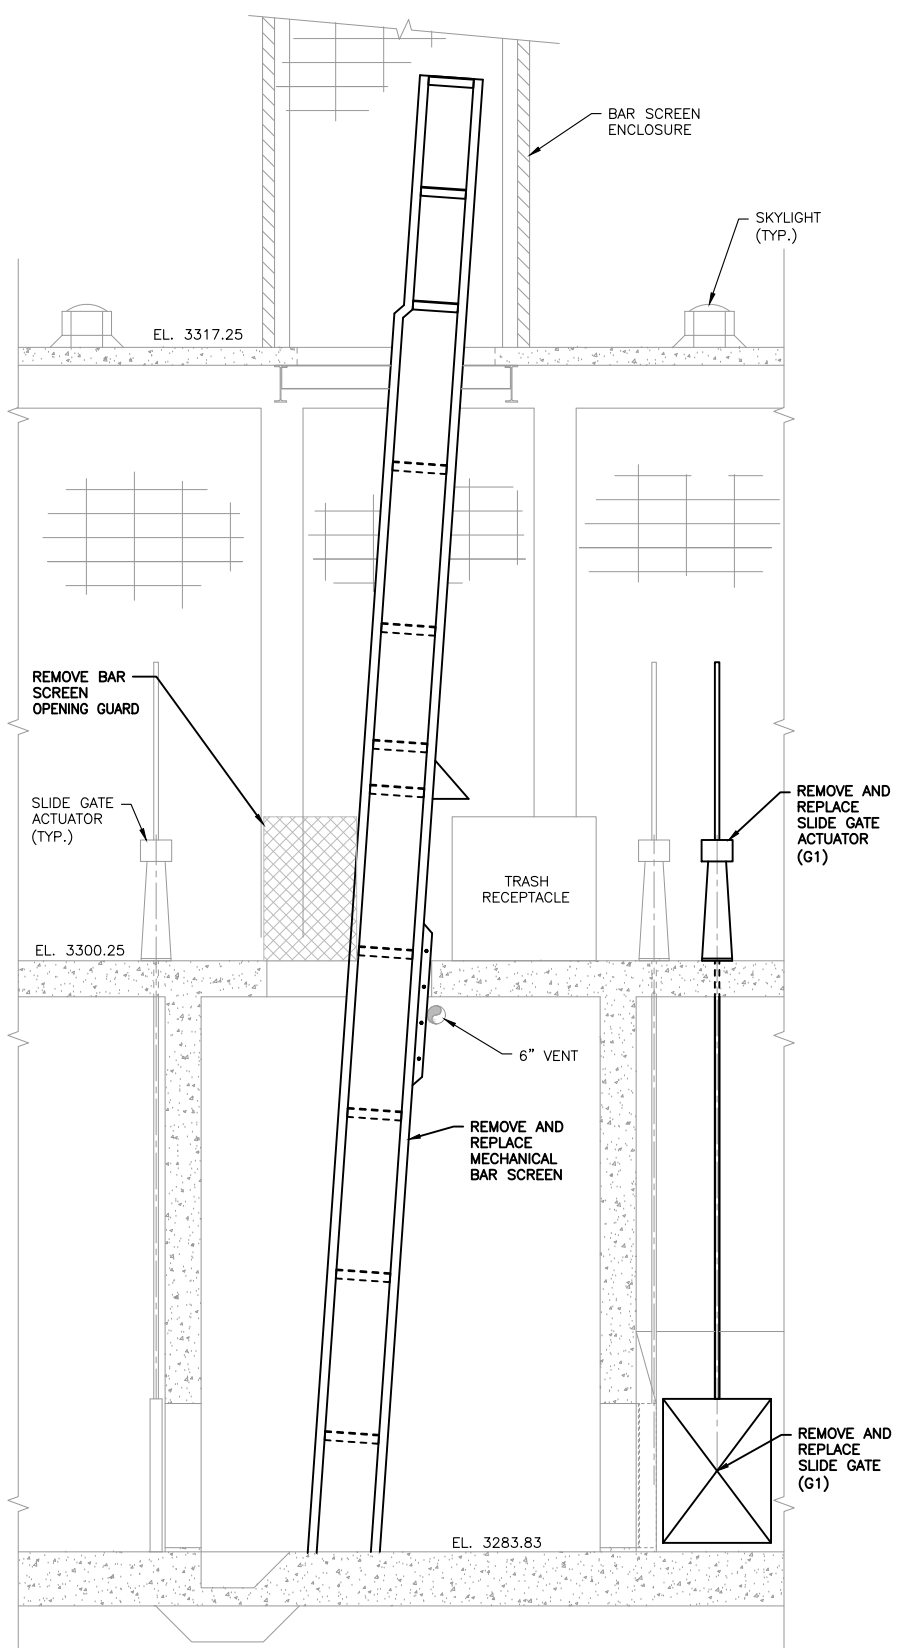 BAR SCREEN
ENCLOSURE
SKYLIGHT
(TYP.)
EL. 3317.25
REMOVE BAR
SCREEN
OPENING GUARD
SLIDE GATE
ACTUATOR
(TYP.)
REMOVE AND
REPLACE
SLIDE GATE
ACTUATOR
(G1)
TRASH
RECEPTACLE
EL. 3300.25
6" VENT
REMOVE AND
REPLACE
MECHANICAL
BAR SCREEN
REMOVE AND
REPLACE
SLIDE GATE
(G1)
EL. 3283.83